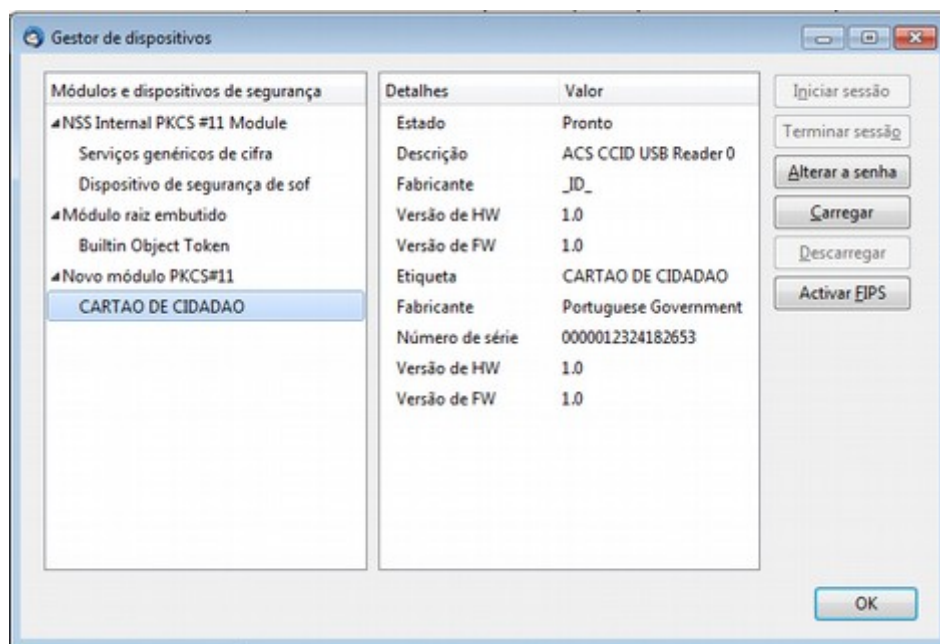 Gestor de dispositivos
Módulos e dispositivos de segurança
NSS Internal PKCS #11 Module
Serviços genéricos de cifra
Dispositivo de segurança de sof
Módulo raiz embutido
Builtin Object Token
Novo módulo PKCS#11
CARTAO DE CIDADAO
Detalhes Valor
Estado Pronto
Descrição ACS CCID USB Reader 0
Fabricante _ID_
Versão de HW 1.0
Versão de FW 1.0
Etiqueta CARTAO DE CIDADAO
Fabricante Portuguese Government
Número de série 0000012324182653
Versão de HW 1.0
Versão de FW 1.0
Iniciar sessão
Terminar sessão
Alterar a senha
Carregar
Descarregar
Activar FIPS
OK